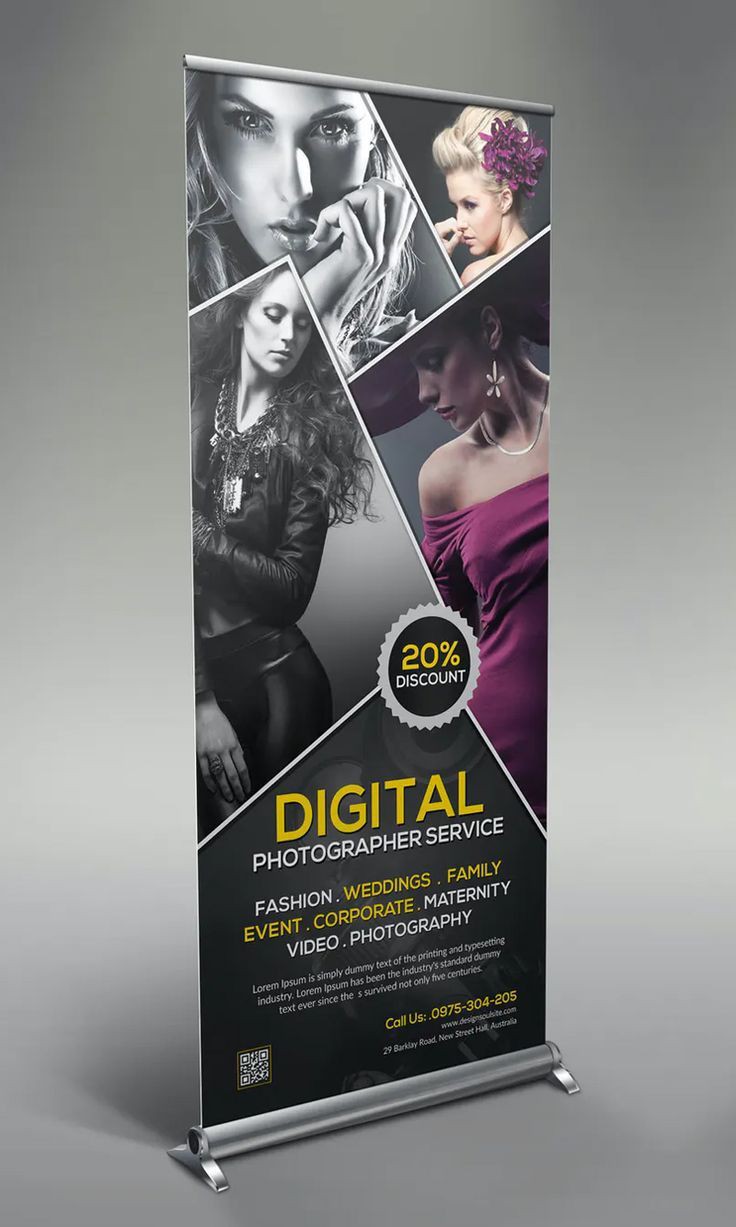 20%
DISCOUNT
DIGITAL
PHOTOGRAPHER SERVICE
FASHION . WEDDINGS . FAMILY
EVENT . CORPORATE . MATERNITY
VIDEO . PHOTOGRAPHY
Lorem Ipsum is simply dummy text of the printing and typesetting
industry. Lorem Ipsum has been the industry's standard dummy
text ever since the s survived not only five centuries.
Call Us: .0975-304-205
www.designsoulsite.com
29 Barklay Road, New Street Hall, Australia